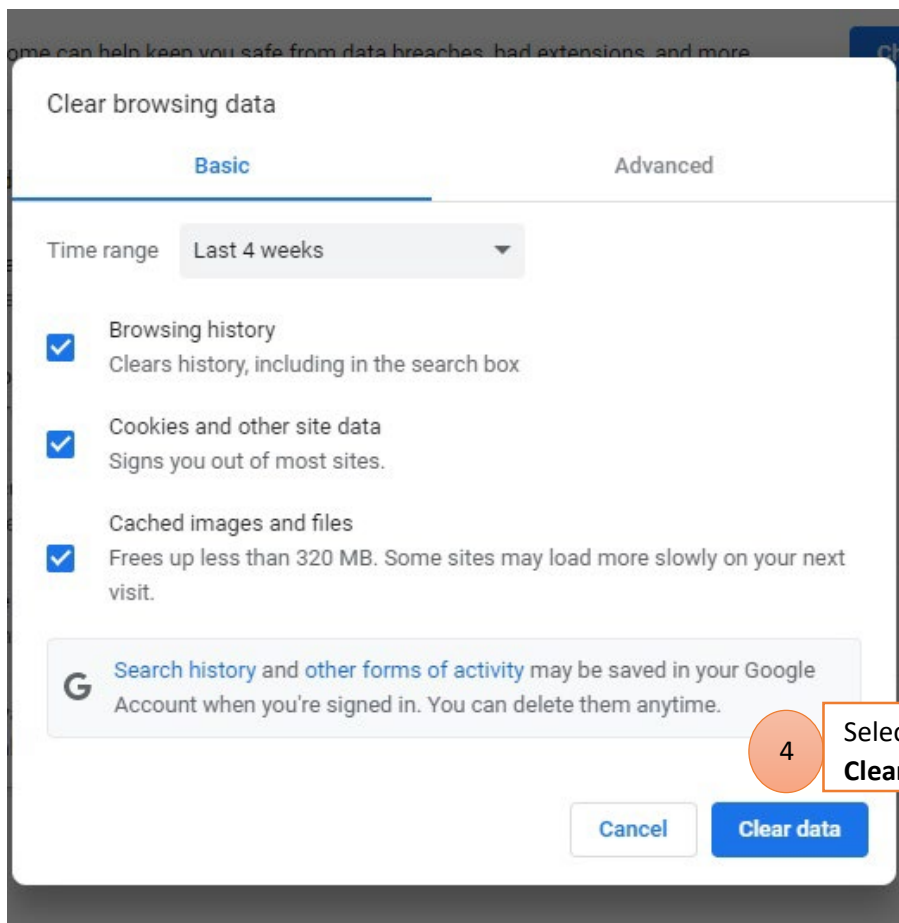 ome can help keep you safe from data breaches, bad extensions, and more
Clear browsing data
Basic
Advanced
Time range
Last 4 weeks
Browsing history
Clears history, including in the search box
Cookies and other site data
Signs you out of most sites.
Cached images and files
Frees up less than 320 MB. Some sites may load more slowly on your next
visit.
Search history and other forms of activity may be saved in your Google
Account when you're signed in. You can delete them anytime.
4
Selec
Clear
Cancel
Clear data